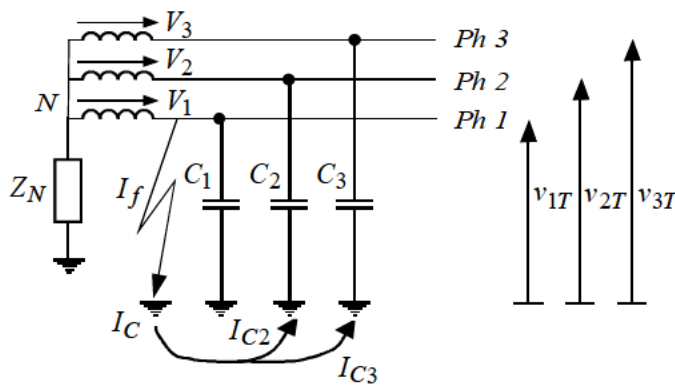 V3
Ph 3
V2
Ph 2
N
V1
Ph 1
ZN
If
C1
C2
C3
v1T
v2T
v3T
IC
IC2
IC3